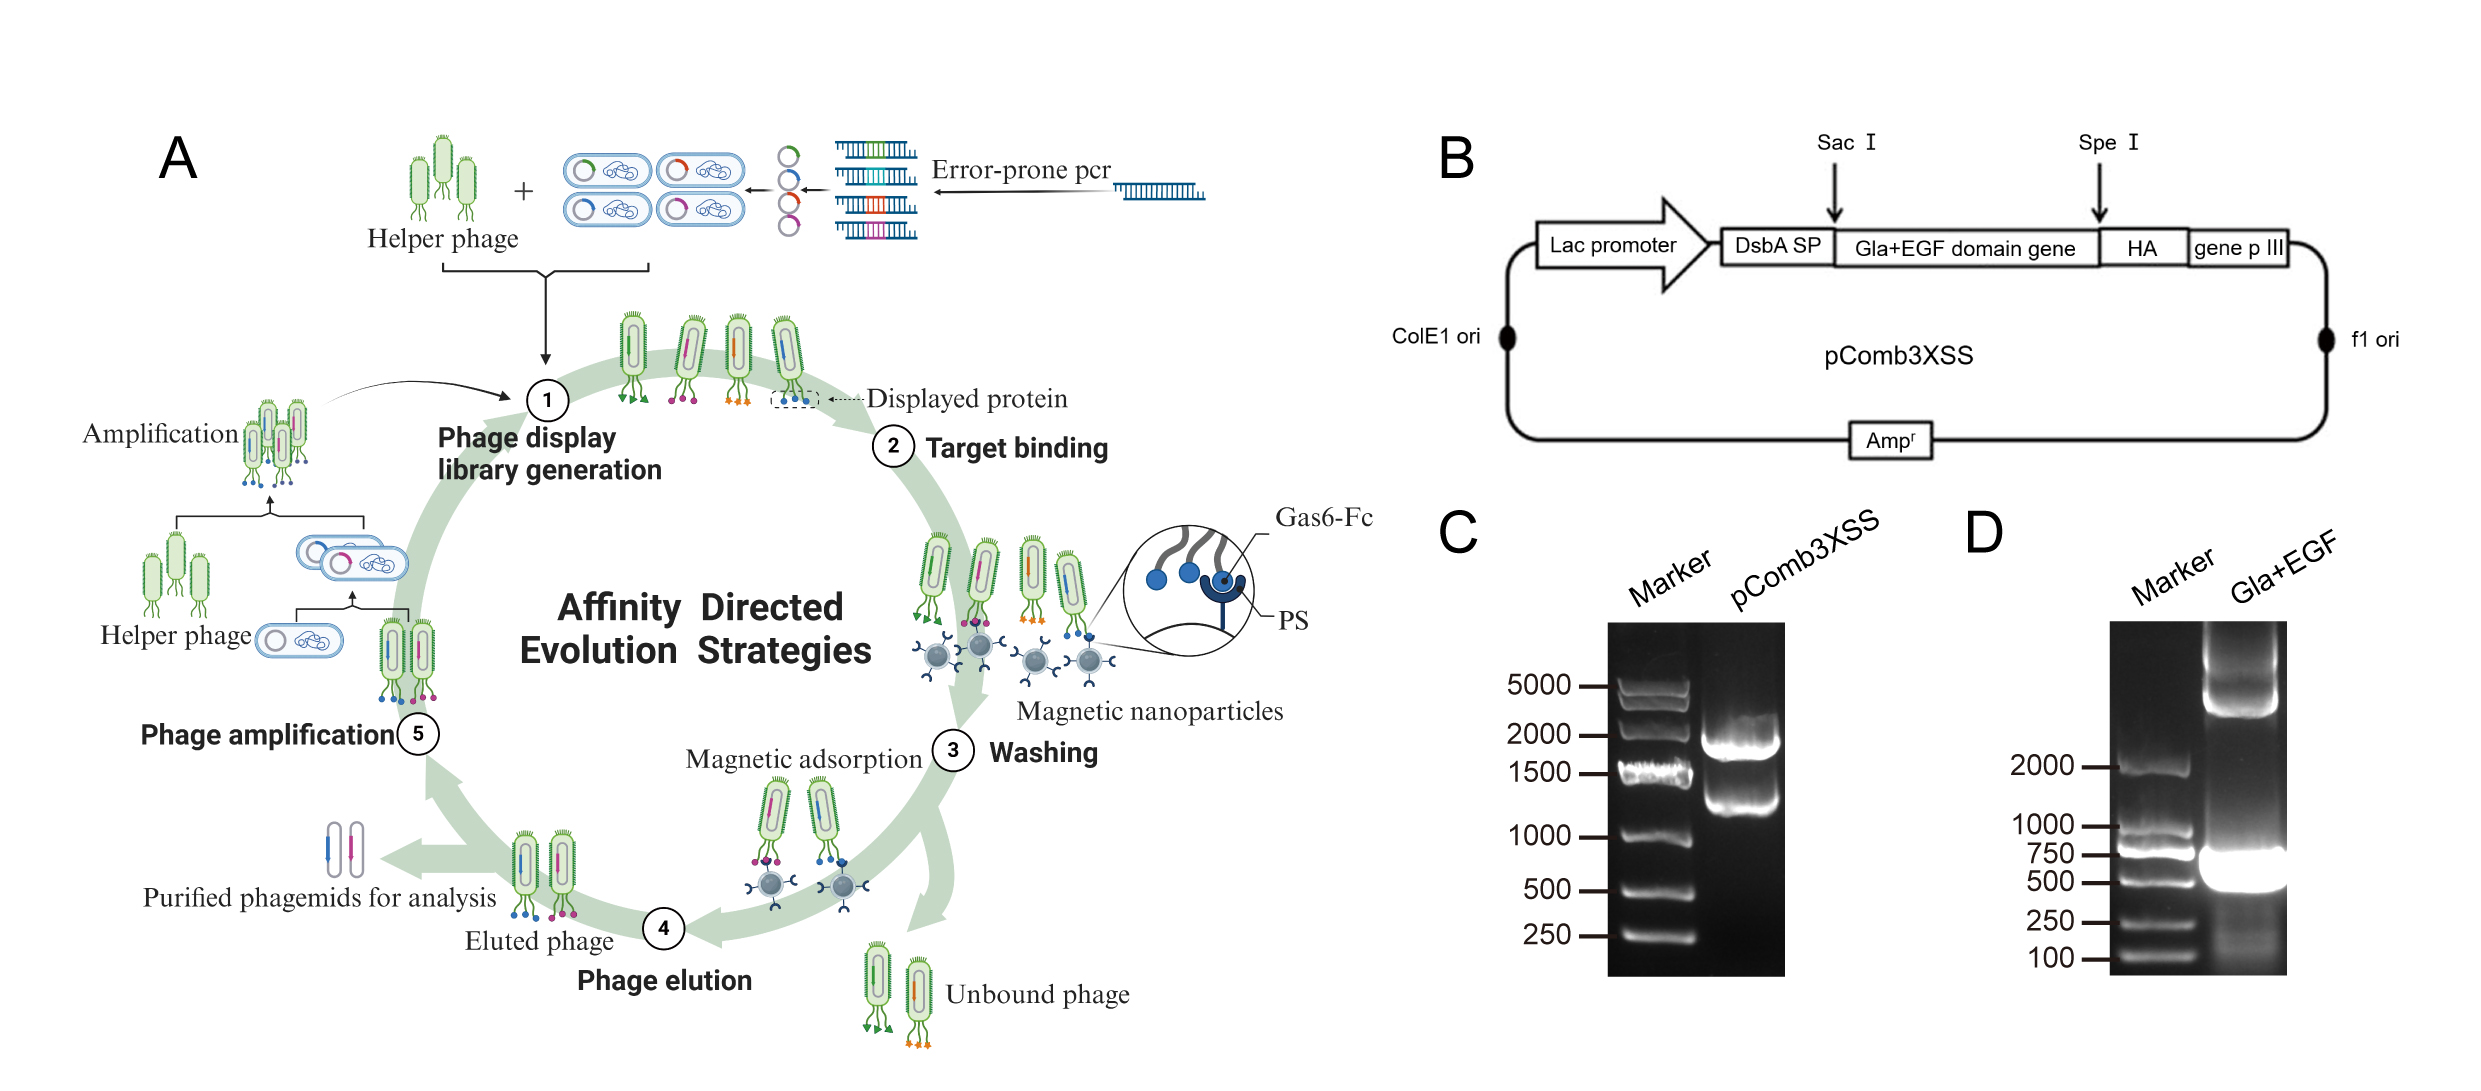 A
Helper phage
+
Error-prone pcr
1
Phage display
library generation
Displayed protein
2
Target binding
Amplification
Helper phage
Affinity Directed
Evolution Strategies
Gas6-Fc
PS
Magnetic nanoparticles
3
Washing
Magnetic adsorption
Phage amplification
5
Purified phagemids for analysis
Eluted phage
4
Phage elution
Unbound phage
B
Sac I
Spe I
Lac promoter
DsbA SP
Gla+EGF domain gene
HA
gene p III
ColE1 ori
f1 ori
pComb3XSS
Ampʳ
C
Marker
pComb3XSS
5000
2000
1500
1000
500
250
D
Marker
Gla+EGF
2000
1000
750
500
250
100